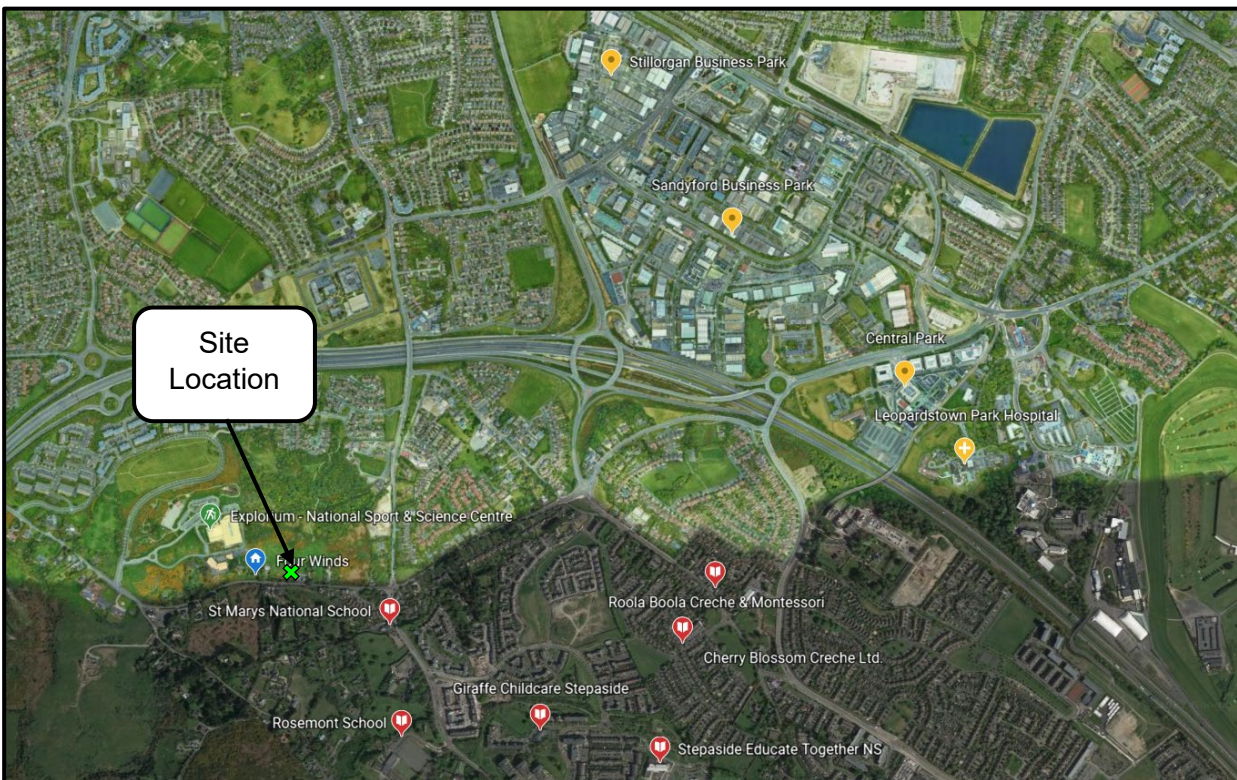 Stillorgan Business Park
Sandyford Business Park
Site
Location
Central Park
Leopardstown Park Hospital
Explorium - National Sport & Science Centre
Four Winds
St Marys National School
Roola Boola Creche & Montessori
Cherry Blossom Creche Ltd.
Giraffe Childcare Stepaside
Rosemont School
Stepaside Educate Together NS